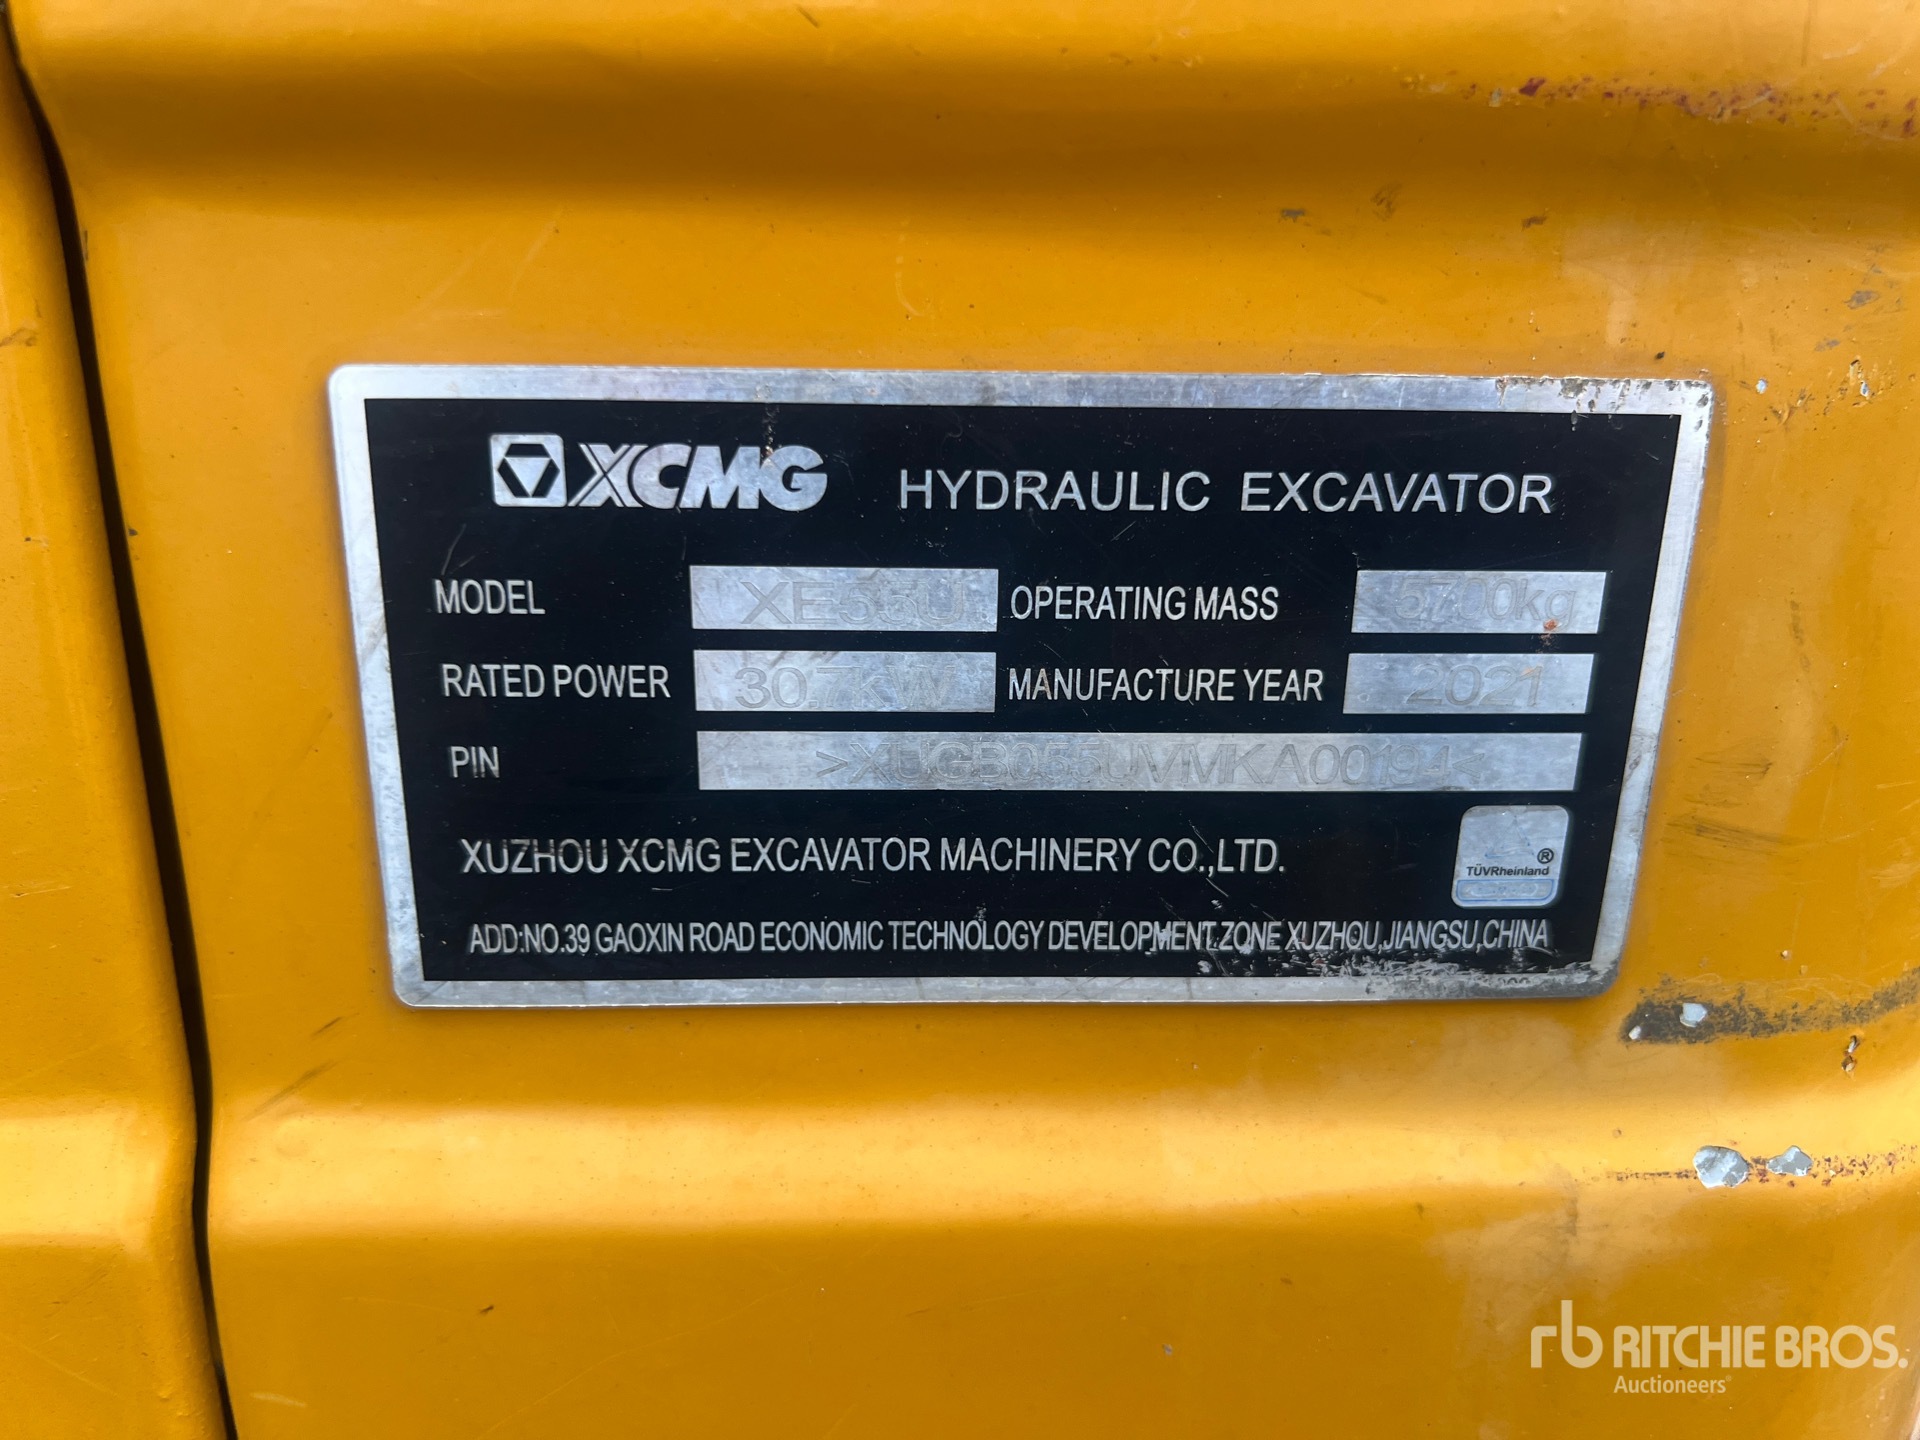 XCMG HYDRAULIC EXCAVATOR
MODEL XE55U OPERATING MASS 5700kg
RATED POWER 30.7kW MANUFACTURE YEAR 2021
PIN >XUGB055UVMKA00194<
XUZHOU XCMG EXCAVATOR MACHINERY CO.,LTD.
TÜVRheinland ®
ADD:NO.39 GAOXIN ROAD ECONOMIC TECHNOLOGY DEVELOPMENT ZONE XUZHOU,JIANGSU,CHINA
rb RITCHIE BROS.
Auctioneers